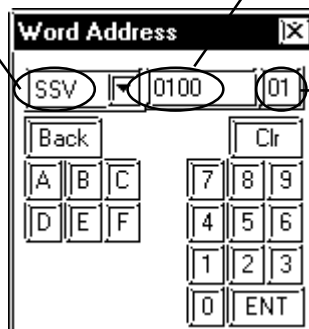 Word Address X
SSV 0100 01
Back Clr
A B C 7 8 9
D E F 4 5 6
1 2 3
0 ENT